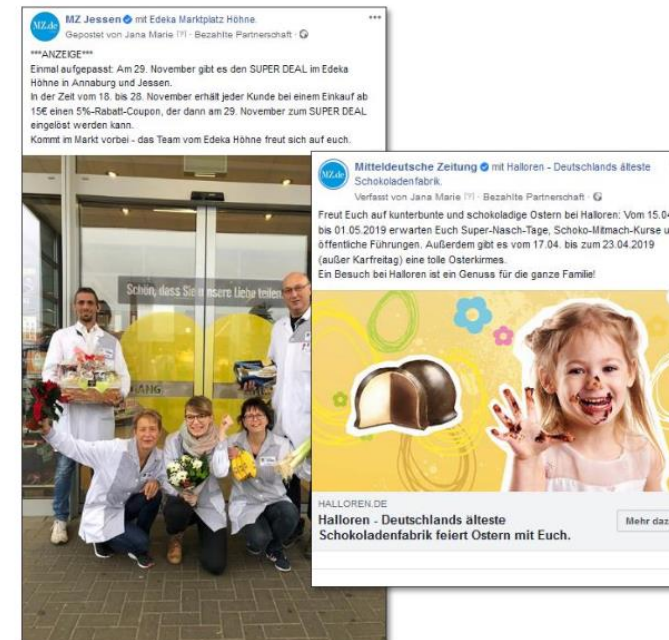 MZ.de
MZ Jessen mit Edeka Marktplatz Höhne.
Gepostet von Jana Marie [?] · Bezahlte Partnerschaft ·
***ANZEIGE***
Einmal aufgepasst: Am 29. November gibt es den SUPER DEAL im Edeka
Höhne in Annaburg und Jessen.
In der Zeit vom 18. bis 28. November erhält jeder Kunde bei einem Einkauf ab
15€ einen 5%-Rabatt-Coupon, der dann am 29. November zum SUPER DEAL
eingelöst werden kann.
Kommt im Markt vorbei - das Team vom Edeka Höhne freut sich auf euch.
Schön, dass Sie unsere Liebe teilen
GANG
MZ.de
Mitteldeutsche Zeitung mit Halloren - Deutschlands älteste
Schokoladenfabrik.
Verfasst von Jana Marie [?] · Bezahlte Partnerschaft ·
Freut Euch auf kunterbunte und schokoladige Ostern bei Halloren: Vom 15.04
bis 01.05.2019 erwarten Euch Super-Nasch-Tage, Schoko-Mitmach-Kurse u
öffentliche Führungen. Außerdem gibt es vom 17.04. bis zum 23.04.2019
(außer Karfreitag) eine tolle Osterkirmes.
Ein Besuch bei Halloren ist ein Genuss für die ganze Familie!
HALLOREN.DE
Halloren - Deutschlands älteste
Schokoladenfabrik feiert Ostern mit Euch.
Mehr daz